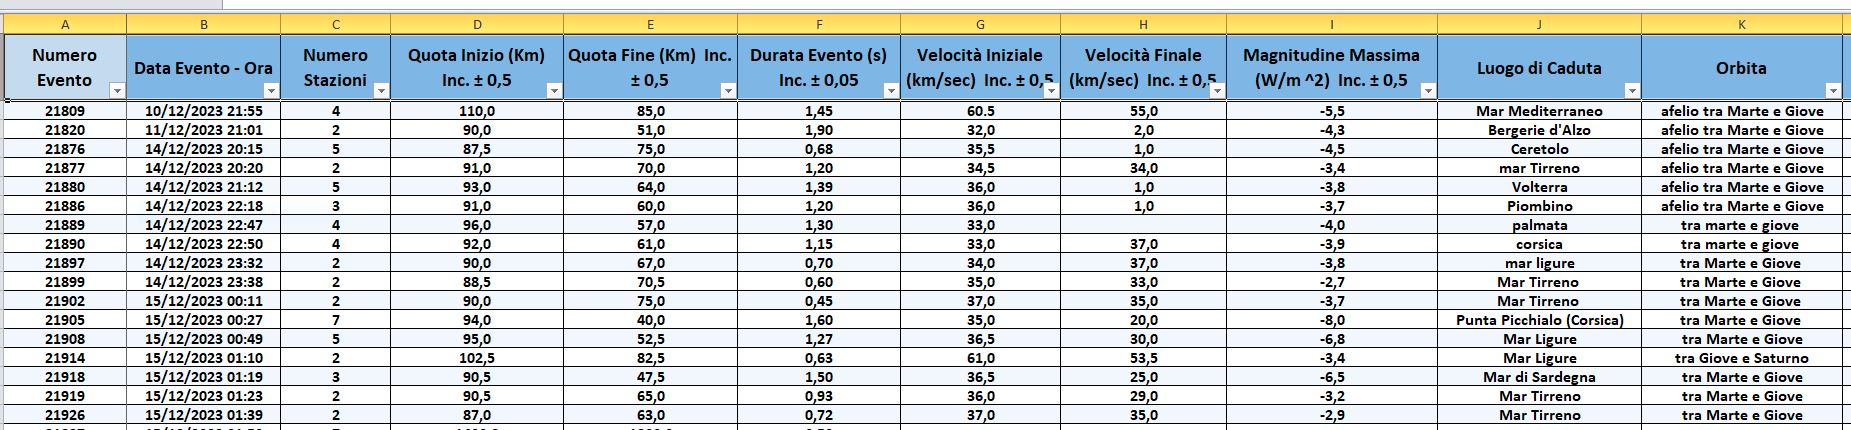 A B C D E F G H I J K
Numero Evento Data Evento - Ora Numero Stazioni Quota Inizio (Km) Inc. ± 0,5 Quota Fine (Km) Inc. ± 0,5 Durata Evento (s) Inc. ± 0,05 Velocità Iniziale (km/sec) Inc. ± 0,5 Velocità Finale (km/sec) Inc. ± 0,5 Magnitudine Massima (W/m ^2) Inc. ± 0,5 Luogo di Caduta Orbita
21809 10/12/2023 21:55 4 110,0 85,0 1,45 60.5 55,0 -5,5 Mar Mediterraneo afelio tra Marte e Giove
21820 11/12/2023 21:01 2 90,0 51,0 1,90 32,0 2,0 -4,3 Bergerie d'Alzo afelio tra Marte e Giove
21876 14/12/2023 20:15 5 87,5 75,0 0,68 35,5 1,0 -4,5 Ceretolo afelio tra Marte e Giove
21877 14/12/2023 20:20 2 91,0 70,0 1,20 34,5 34,0 -3,4 mar Tirreno afelio tra Marte e Giove
21880 14/12/2023 21:12 5 93,0 64,0 1,39 36,0 1,0 -3,8 Volterra afelio tra Marte e Giove
21886 14/12/2023 22:18 3 91,0 60,0 1,20 36,0 1,0 -3,7 Piombino afelio tra Marte e Giove
21889 14/12/2023 22:47 4 96,0 57,0 1,30 33,0 -4,0 palmata tra marte e giove
21890 14/12/2023 22:50 4 92,0 61,0 1,15 33,0 37,0 -3,9 corsica tra marte e giove
21897 14/12/2023 23:32 2 90,0 67,0 0,70 34,0 37,0 -3,8 mar ligure tra Marte e Giove
21899 14/12/2023 23:38 2 88,5 70,5 0,60 35,0 33,0 -2,7 Mar Tirreno tra Marte e Giove
21902 15/12/2023 00:11 2 90,0 75,0 0,45 37,0 35,0 -3,7 Mar Tirreno tra Marte e Giove
21905 15/12/2023 00:27 7 94,0 40,0 1,60 35,0 20,0 -8,0 Punta Picchialo (Corsica) tra Marte e Giove
21908 15/12/2023 00:49 5 95,0 52,5 1,27 36,5 30,0 -6,8 Mar Ligure tra Marte e Giove
21914 15/12/2023 01:10 2 102,5 82,5 0,63 61,0 53,5 -3,4 Mar Ligure tra Giove e Saturno
21918 15/12/2023 01:19 3 90,5 47,5 1,50 36,5 25,0 -6,5 Mar di Sardegna tra Marte e Giove
21919 15/12/2023 01:23 2 90,5 65,0 0,93 36,0 29,0 -3,2 Mar Tirreno tra Marte e Giove
21926 15/12/2023 01:39 2 87,0 63,0 0,72 37,0 35,0 -2,9 Mar Tirreno tra Marte e Giove